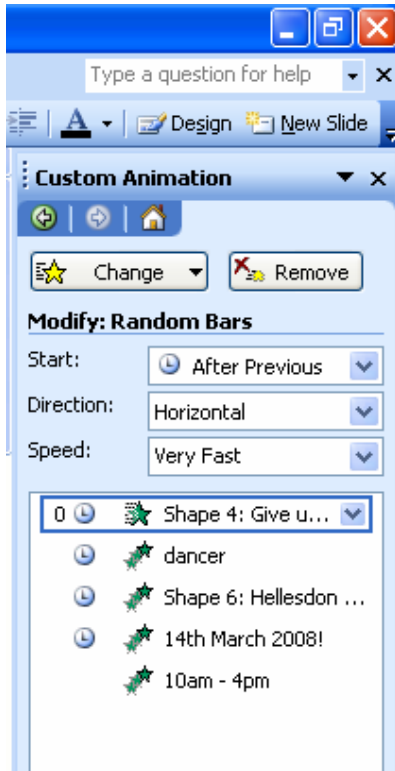 Type a question for help
A Design New Slide
Custom Animation
Change Remove
Modify: Random Bars
Start: After Previous
Direction: Horizontal
Speed: Very Fast
0 Shape 4: Give u...
dancer
Shape 6: Hellesdon ...
14th March 2008!
10am - 4pm